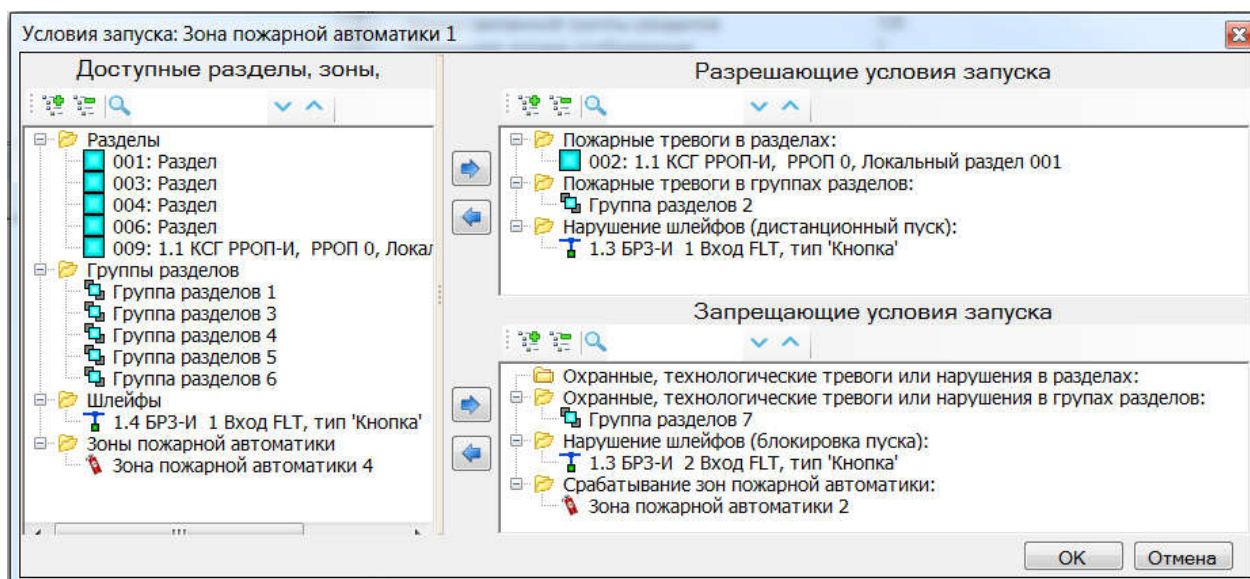 Условия запуска: Зона пожарной автоматики 1
Доступные разделы, зоны,
Разделы
001: Раздел
003: Раздел
004: Раздел
006: Раздел
009: 1.1 КСГ РРОП-И, РРОП 0, Локал
Группы разделов
Группа разделов 1
Группа разделов 3
Группа разделов 4
Группа разделов 5
Группа разделов 6
Шлейфы
1.4 БРЗ-И 1 Вход FLT, тип 'Кнопка'
Зоны пожарной автоматики
Зона пожарной автоматики 4
Разрешающие условия запуска
Пожарные тревоги в разделах:
002: 1.1 КСГ РРОП-И, РРОП 0, Локальный раздел 001
Пожарные тревоги в группах разделов:
Группа разделов 2
Нарушение шлейфов (дистанционный пуск):
1.3 БРЗ-И 1 Вход FLT, тип 'Кнопка'
Запрещающие условия запуска
Охранные, технологические тревоги или нарушения в разделах:
Охранные, технологические тревоги или нарушения в групах разделов:
Группа разделов 7
Нарушение шлейфов (блокировка пуска):
1.3 БРЗ-И 2 Вход FLT, тип 'Кнопка'
Срабатывание зон пожарной автоматики:
Зона пожарной автоматики 2
OK
Отмена